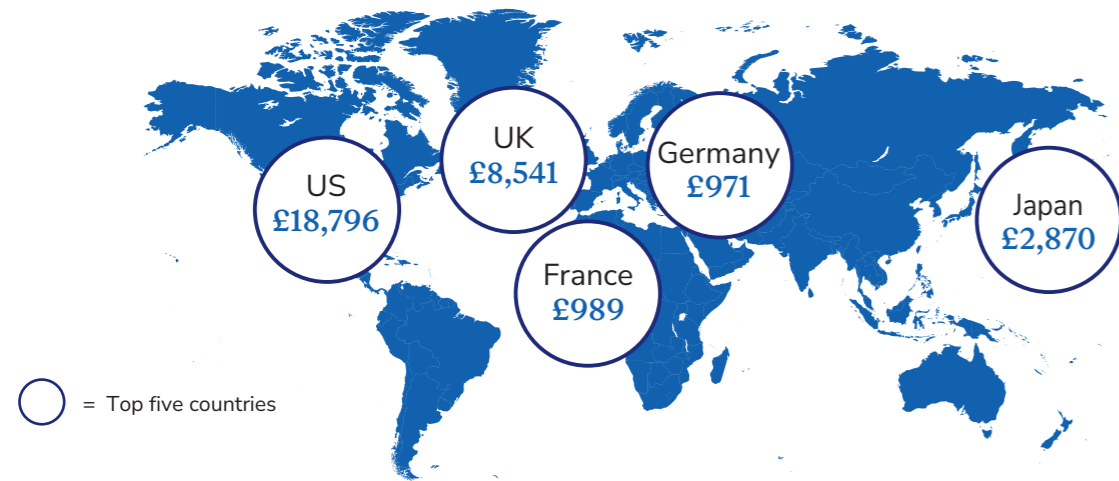 UK
£8,541
Germany
£971
US
£18,796
Japan
£2,870
France
£989
= Top five countries